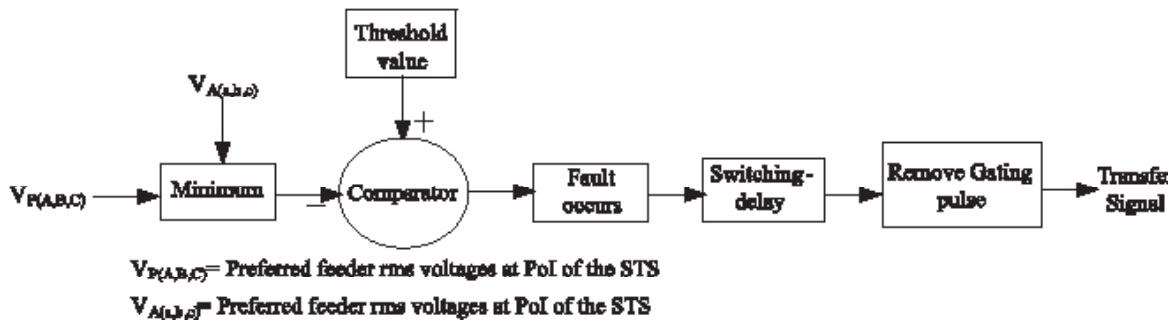 Threshold
value
V_A(a,b,c)
+
V_P(A,B,C)
Minimum
−
Comparator
Fault
occurs
Switching-
delay
Remove Gating
pulse
Transfer
Signal
V_P(A,B,C)= Preferred feeder rms voltages at PoI of the STS
V_A(a,b,c)= Preferred feeder rms voltages at PoI of the STS